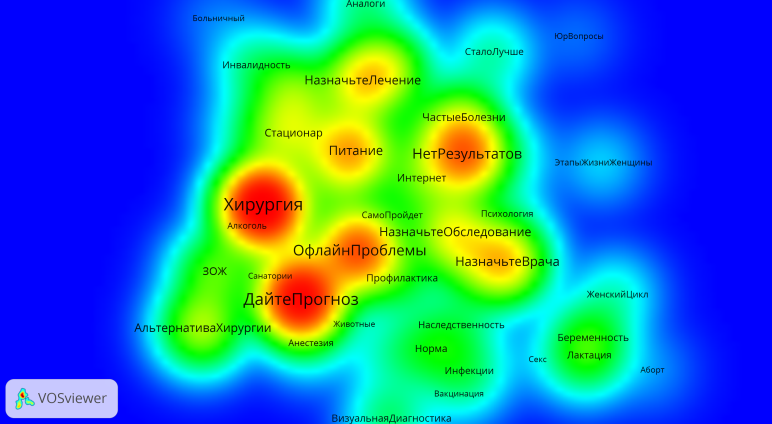 Аналоги
Больничный
ЮрВопросы
СталоЛучше
Инвалидность
НазначьтеЛечение
ЧастыеБолезни
Стационар
Питание
НетРезультатов
ЭтапыЖизниЖенщины
Интернет
Хирургия
СамоПройдет
Психология
Алкоголь
НазначьтеОбследование
ОфлайнПроблемы
НазначьтеВрача
ЗОЖ
Санатории
Профилактика
ДайтеПрогноз
ЖенскийЦикл
АльтернативаХирургии
Животные
Наследственность
Беременность
Анестезия
Норма
Лактация
Секс
Инфекции
Аборт
Вакцинация
VOSviewer
ВизуальнаяДиагностика